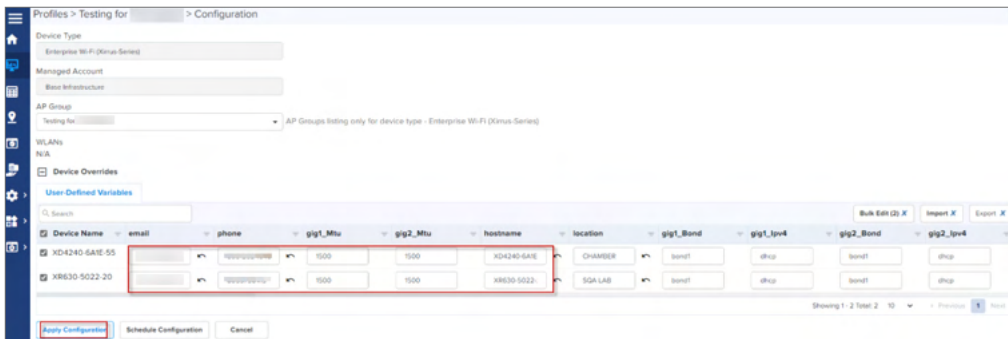 Profiles > Testing for > Configuration
Device Type
Enterprise Wi-Fi (Xirrus-Series)
Managed Account
Base Infrastructure
AP Group
Testing for
AP Groups listing only for device type - Enterprise Wi-Fi (Xirrus-Series)
WLANs
N/A
Device Overrides
User-Defined Variables
Search
Bulk Edit (2) Import Export
Device Name email phone gig1_Mtu gig2_Mtu hostname location gig1_Bond gig1_Ipv4 gig2_Bond gig2_Ipv4
XD4240-6A1E-55 1500 1500 XD4240-6A1E CHAMBER bond1 dhcp bond1 dhcp
XR630-5022-20 1500 1500 XR630-5022- SQA-LAB bond1 dhcp bond1 dhcp
Showing 1 - 2 Total: 2 10 < Previous 1 Next
Apply Configuration Schedule Configuration Cancel